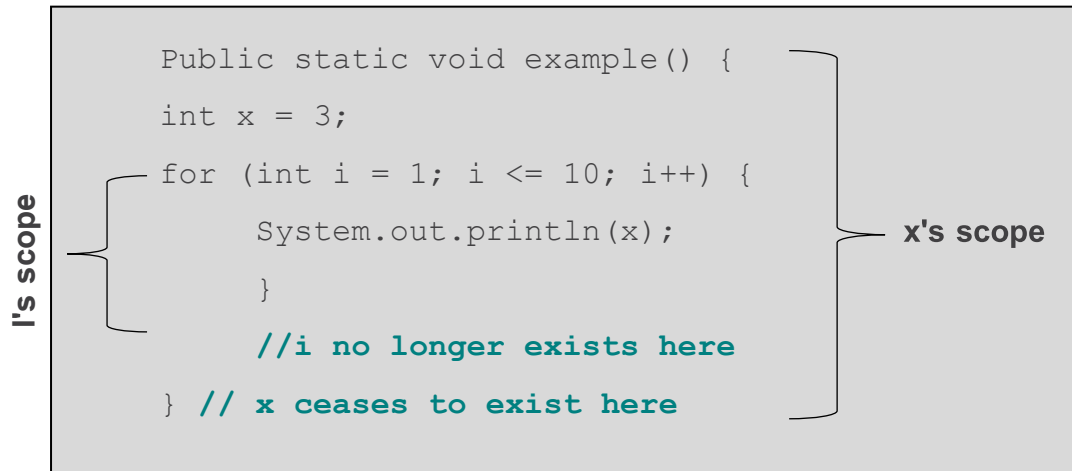 Public static void example() {
int x = 3;
for (int i = 1; i <= 10; i++) {
System.out.println(x);
}
//i no longer exists here
} // x ceases to exist here
I's scope
x's scope